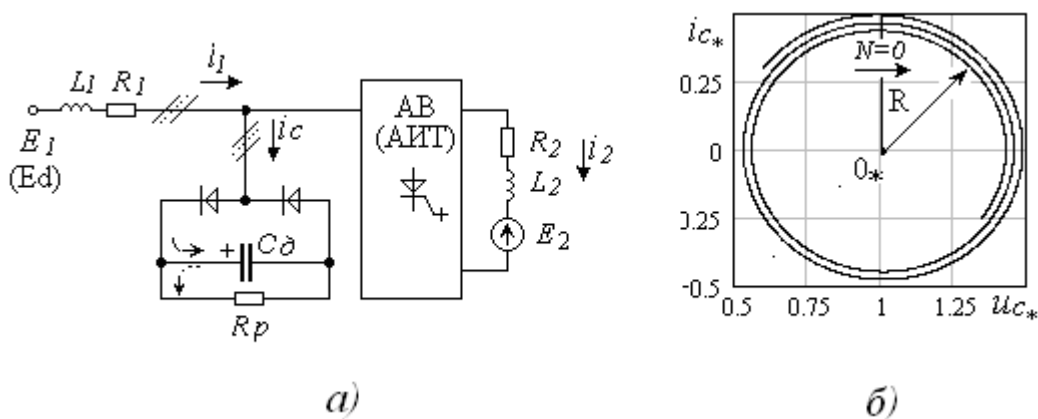 L1 R1
i1
E1
(Ed)
ic
+ Cд
Rр
АВ
(АИТ)
R2
L2
E2
i2
а)
ic*
0.25
0
0.25
-0.5
N=0
R
0*
0.5 0.75 1 1.25 uc*
б)